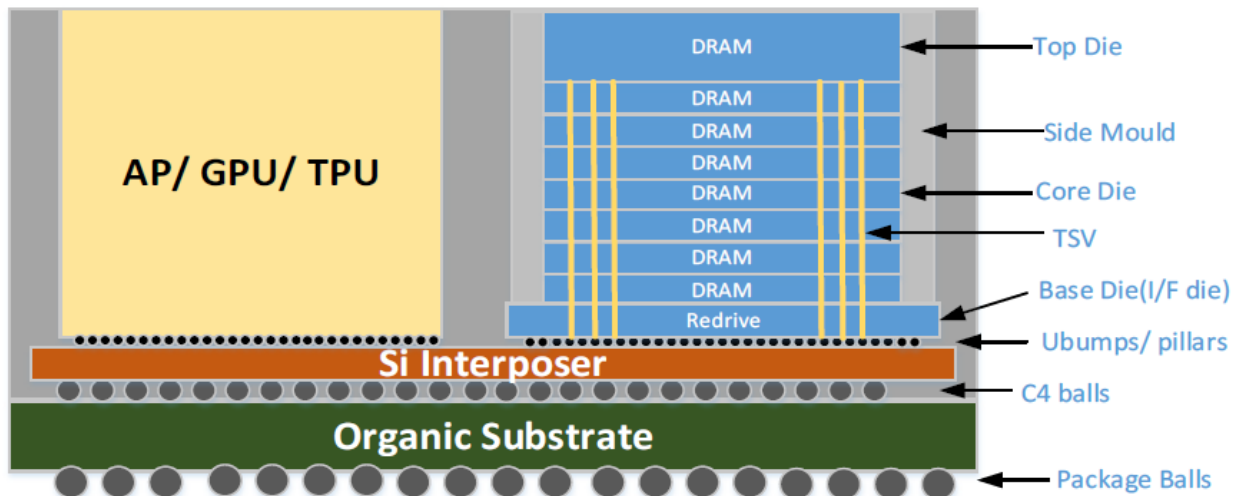 DRAM
Top Die
DRAM
DRAM
Side Mould
AP/ GPU/ TPU
DRAM
DRAM
Core Die
DRAM
TSV
DRAM
DRAM
Base Die(I/F die)
Redrive
Ubumps/ pillars
Si Interposer
C4 balls
Organic Substrate
Package Balls